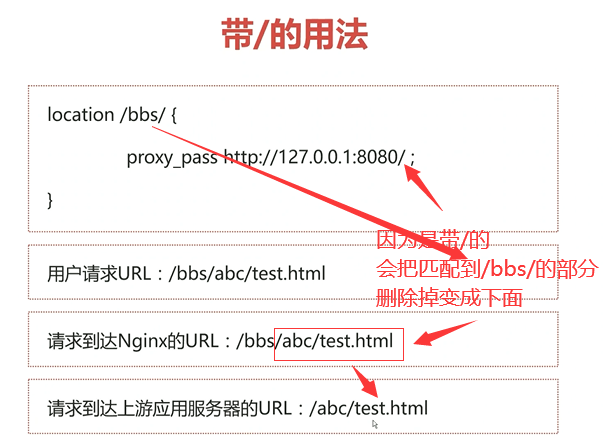 带/的用法
location /bbs/ {
proxy_pass http://127.0.0.1:8080/ ;
}
因为是带/的
会把匹配到/bbs/的部分
删除掉变成下面
用户请求URL：/bbs/abc/test.html
请求到达Nginx的URL：/bbs/abc/test.html
请求到达上游应用服务器的URL：/abc/test.html